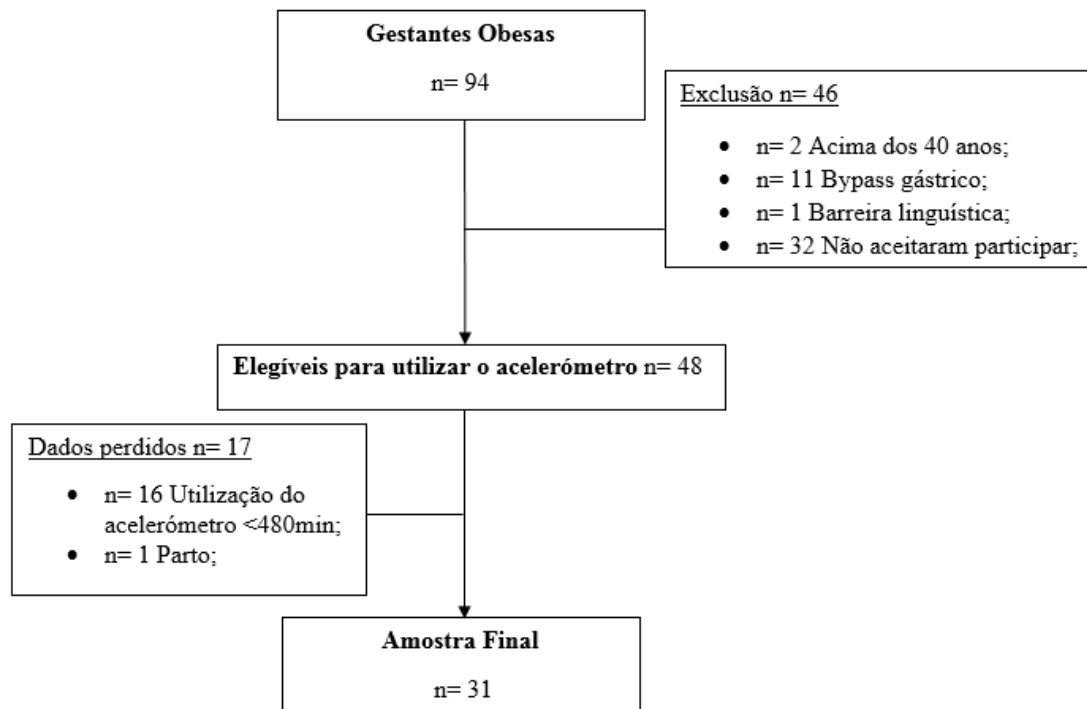 Gestantes Obesas
n= 94
Exclusão n= 46
• n= 2 Acima dos 40 anos;
• n= 11 Bypass gástrico;
• n= 1 Barreira linguística;
• n= 32 Não aceitaram participar;
Elegíveis para utilizar o acelerómetro n= 48
Dados perdidos n= 17
• n= 16 Utilização do
acelerómetro <480min;
• n= 1 Parto;
Amostra Final
n= 31